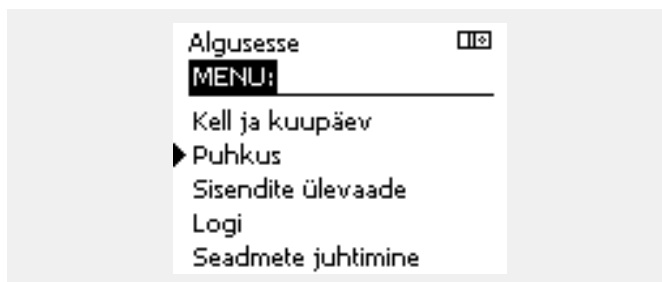 Algusesse
MENU:
Kell ja kuupäev
Puhkus
Sisendite ülevaade
Logi
Seadmete juhtimine